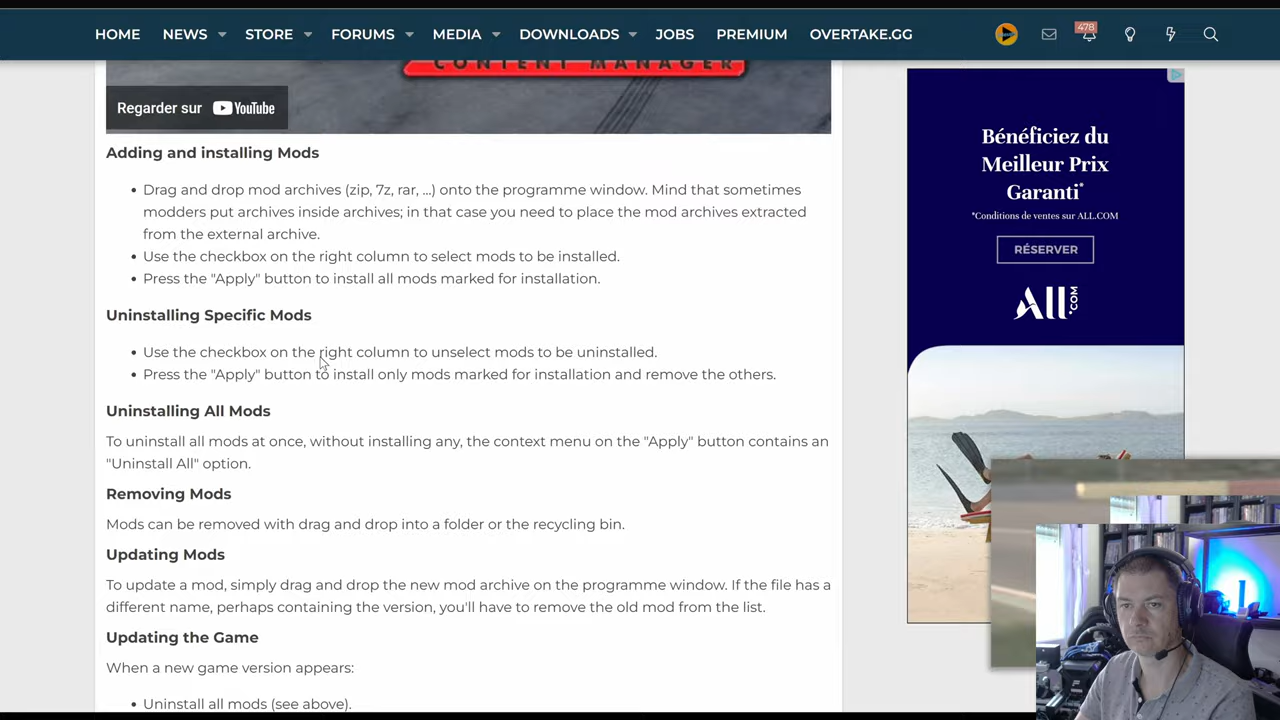 HOME NEWS STORE FORUMS MEDIA DOWNLOADS JOBS PREMIUM OVERTAKE.GG
478
CONTENT MANAGER
Regarder sur YouTube
Adding and installing Mods
Drag and drop mod archives (zip, 7z, rar, ...) onto the programme window. Mind that sometimes
modders put archives inside archives; in that case you need to place the mod archives extracted
from the external archive.
Use the checkbox on the right column to select mods to be installed.
Press the "Apply" button to install all mods marked for installation.
Uninstalling Specific Mods
Use the checkbox on the right column to unselect mods to be uninstalled.
Press the "Apply" button to install only mods marked for installation and remove the others.
Uninstalling All Mods
To uninstall all mods at once, without installing any, the context menu on the "Apply" button contains an
"Uninstall All" option.
Removing Mods
Mods can be removed with drag and drop into a folder or the recycling bin.
Updating Mods
To update a mod, simply drag and drop the new mod archive on the programme window. If the file has a
different name, perhaps containing the version, you'll have to remove the old mod from the list.
Updating the Game
When a new game version appears:
Uninstall all mods (see above).
Bénéficiez du
Meilleur Prix
Garanti*
*Conditions de ventes sur ALL.COM
RÉSERVER
ALL.COM